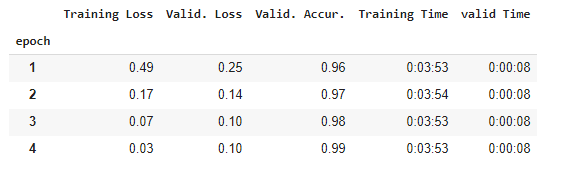 Training Loss Valid. Loss Valid. Accur. Training Time valid Time
epoch
1 0.49 0.25 0.96 0:03:53 0:00:08
2 0.17 0.14 0.97 0:03:54 0:00:08
3 0.07 0.10 0.98 0:03:53 0:00:08
4 0.03 0.10 0.99 0:03:53 0:00:08